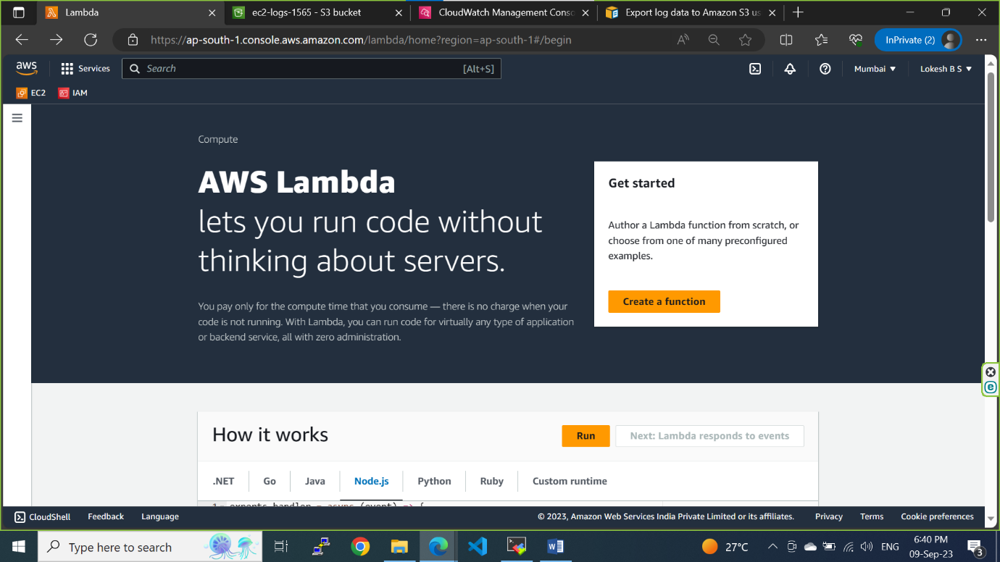 Lambda
ec2-logs-1565 - S3 bucket
CloudWatch Management Consc
Export log data to Amazon S3 us
https://ap-south-1.console.aws.amazon.com/lambda/home?region=ap-south-1#/begin
InPrivate (2)
aws
Services
Search
[Alt+S]
Mumbai
Lokesh B S
EC2
IAM
Compute
AWS Lambda
lets you run code without
thinking about servers.
You pay only for the compute time that you consume — there is no charge when your
code is not running. With Lambda, you can run code for virtually any type of application
or backend service, all with zero administration.
Get started
Author a Lambda function from scratch, or
choose from one of many preconfigured
examples.
Create a function
How it works
Run
Next: Lambda responds to events
.NET
Go
Java
Node.js
Python
Ruby
Custom runtime
1 exports.handler = async (event) => {
CloudShell
Feedback
Language
© 2023, Amazon Web Services India Private Limited or its affiliates.
Privacy
Terms
Cookie preferences
Type here to search
27°C
ENG
6:40 PM
09-Sep-23
3